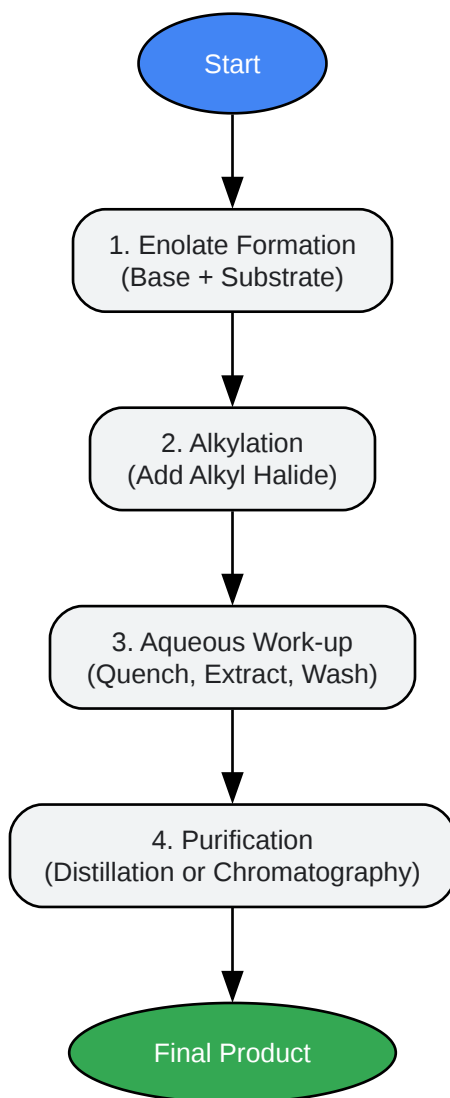 Start
1. Enolate Formation
(Base + Substrate)
2. Alkylation
(Add Alkyl Halide)
3. Aqueous Work-up
(Quench, Extract, Wash)
4. Purification
(Distillation or Chromatography)
Final Product